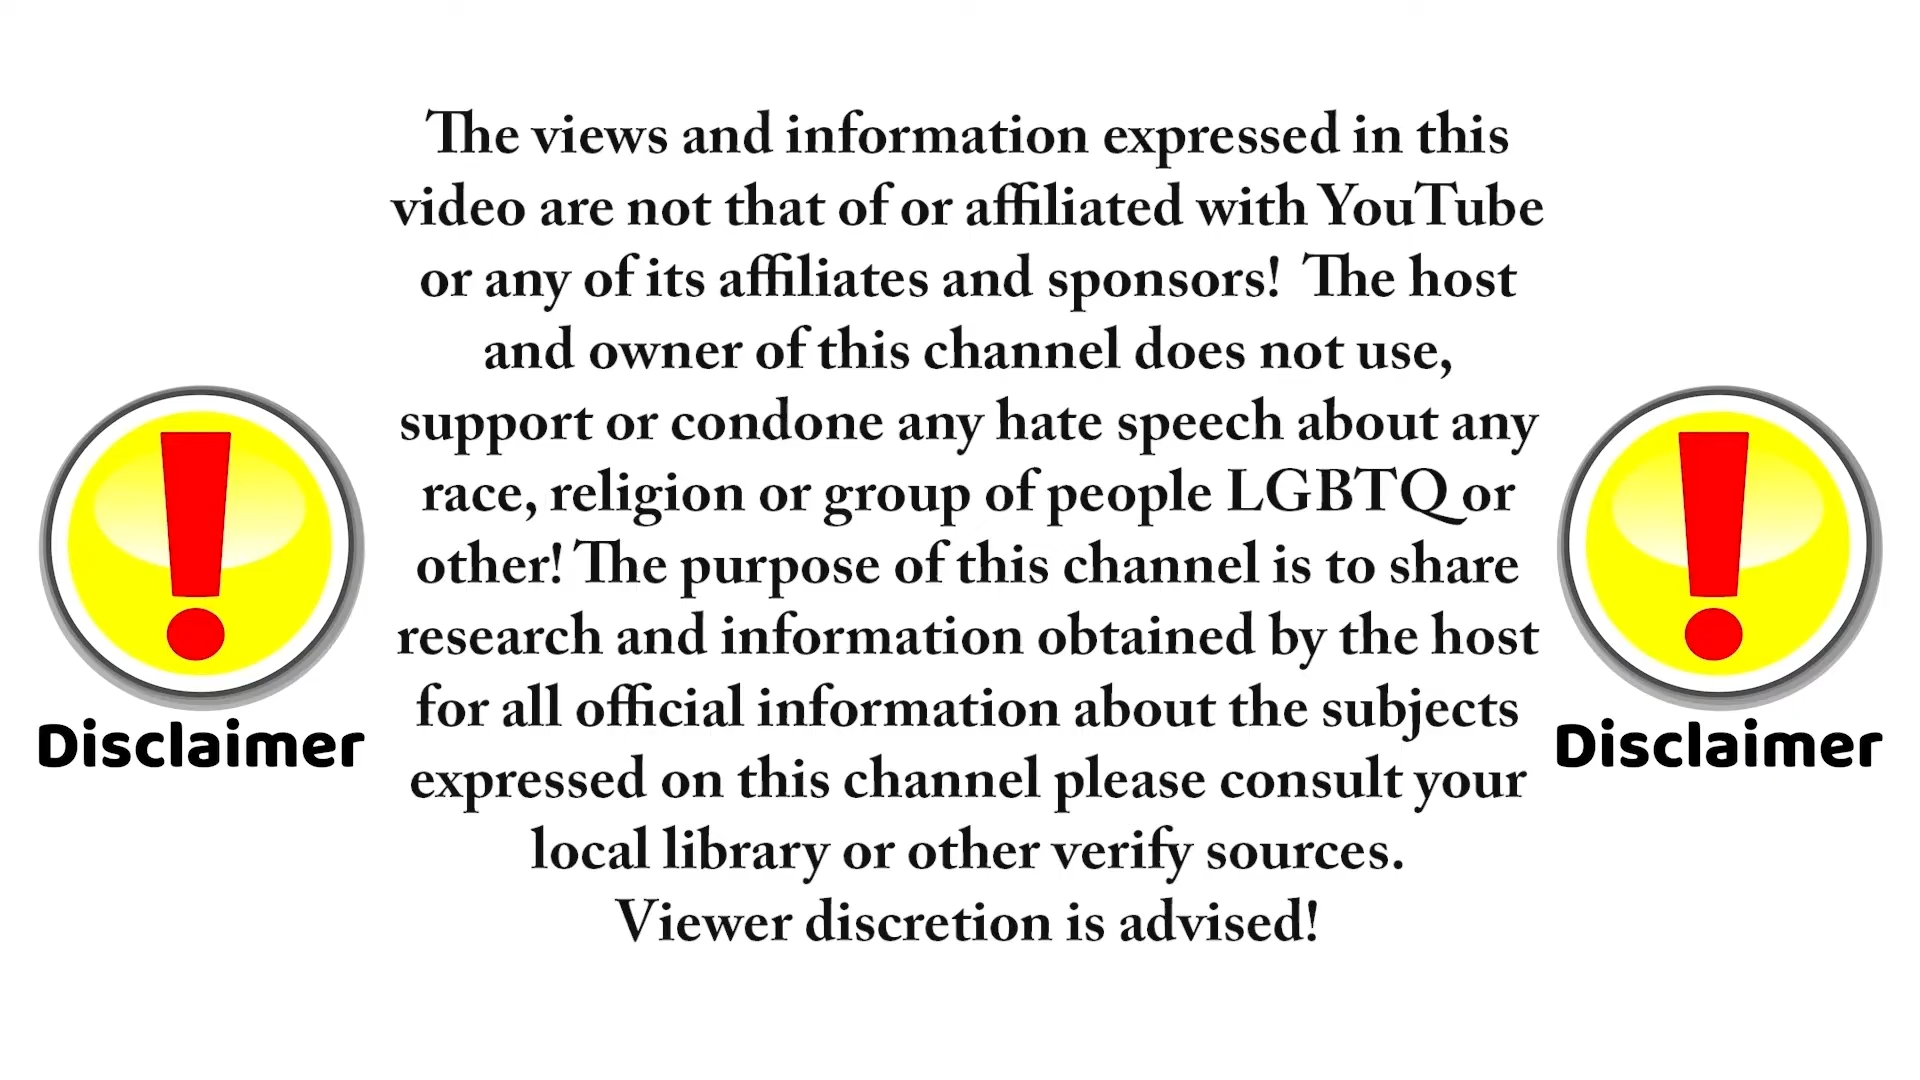 The views and information expressed in this
video are not that of or affiliated with YouTube
or any of its affiliates and sponsors! The host
and owner of this channel does not use,
support or condone any hate speech about any
race, religion or group of people LGBTQ or
other! The purpose of this channel is to share
research and information obtained by the host
for all official information about the subjects
expressed on this channel please consult your
local library or other verify sources.
Viewer discretion is advised!
Disclaimer
Disclaimer